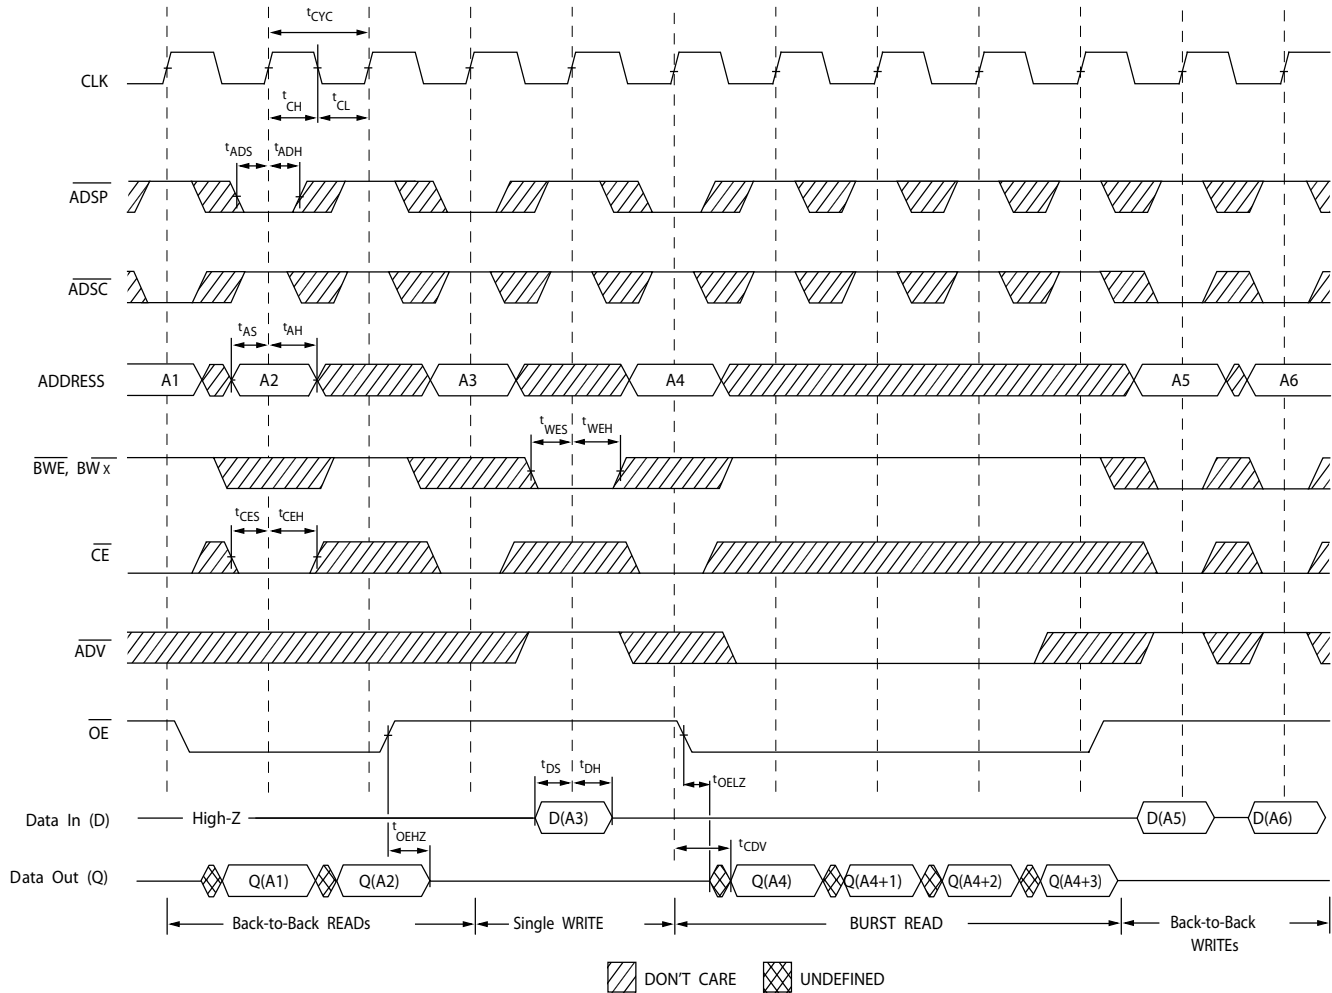 tCYC
CLK
tCH
tCL
tADS
tADH
ADSP
ADSC
tAS
tAH
ADDRESS
A1
A2
A3
A4
A5
A6
tWES
tWEH
BWE, BWX
tCES
tCEH
CE
ADV
OE
tDS
tDH
tOELZ
Data In (D)
High-Z
D(A3)
D(A5)
D(A6)
tOEHZ
tCDV
Data Out (Q)
Q(A1)
Q(A2)
Q(A4)
Q(A4+1)
Q(A4+2)
Q(A4+3)
Back-to-Back READs
Single WRITE
BURST READ
Back-to-Back
WRITEs
DON'T CARE
UNDEFINED